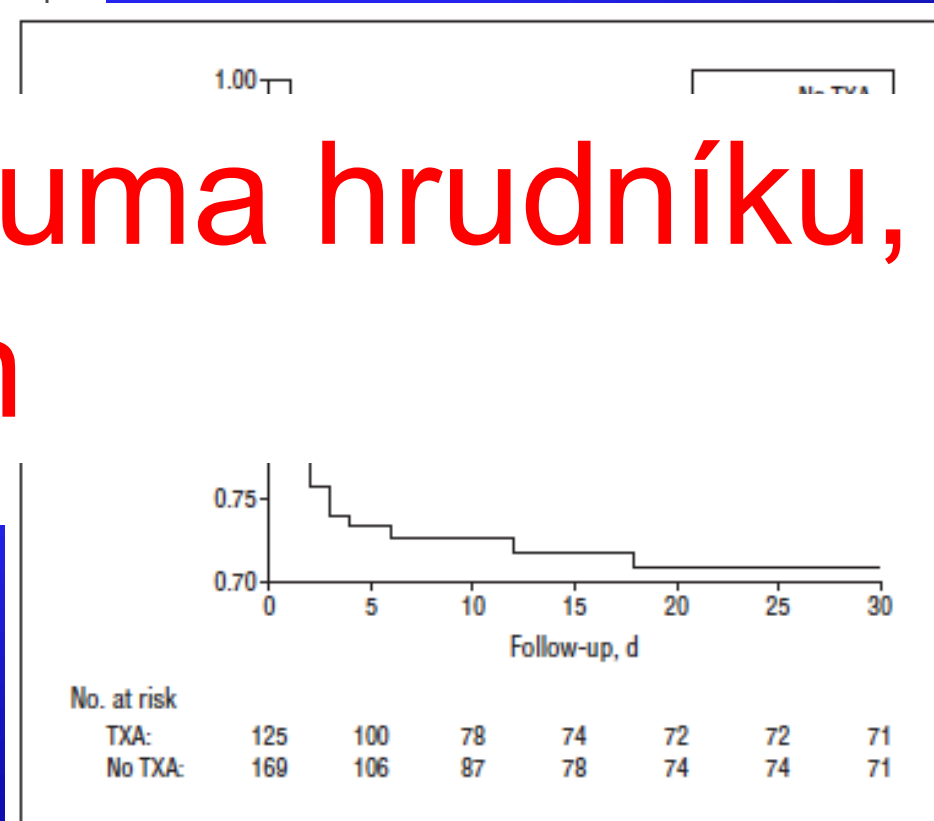 1.00
No TXA
uma hrudníku,
0.75
0.70
0 5 10 15 20 25 30
Follow-up, d
No. at risk
TXA: 125 100 78 74 72 72 71
No TXA: 169 106 87 78 74 74 71